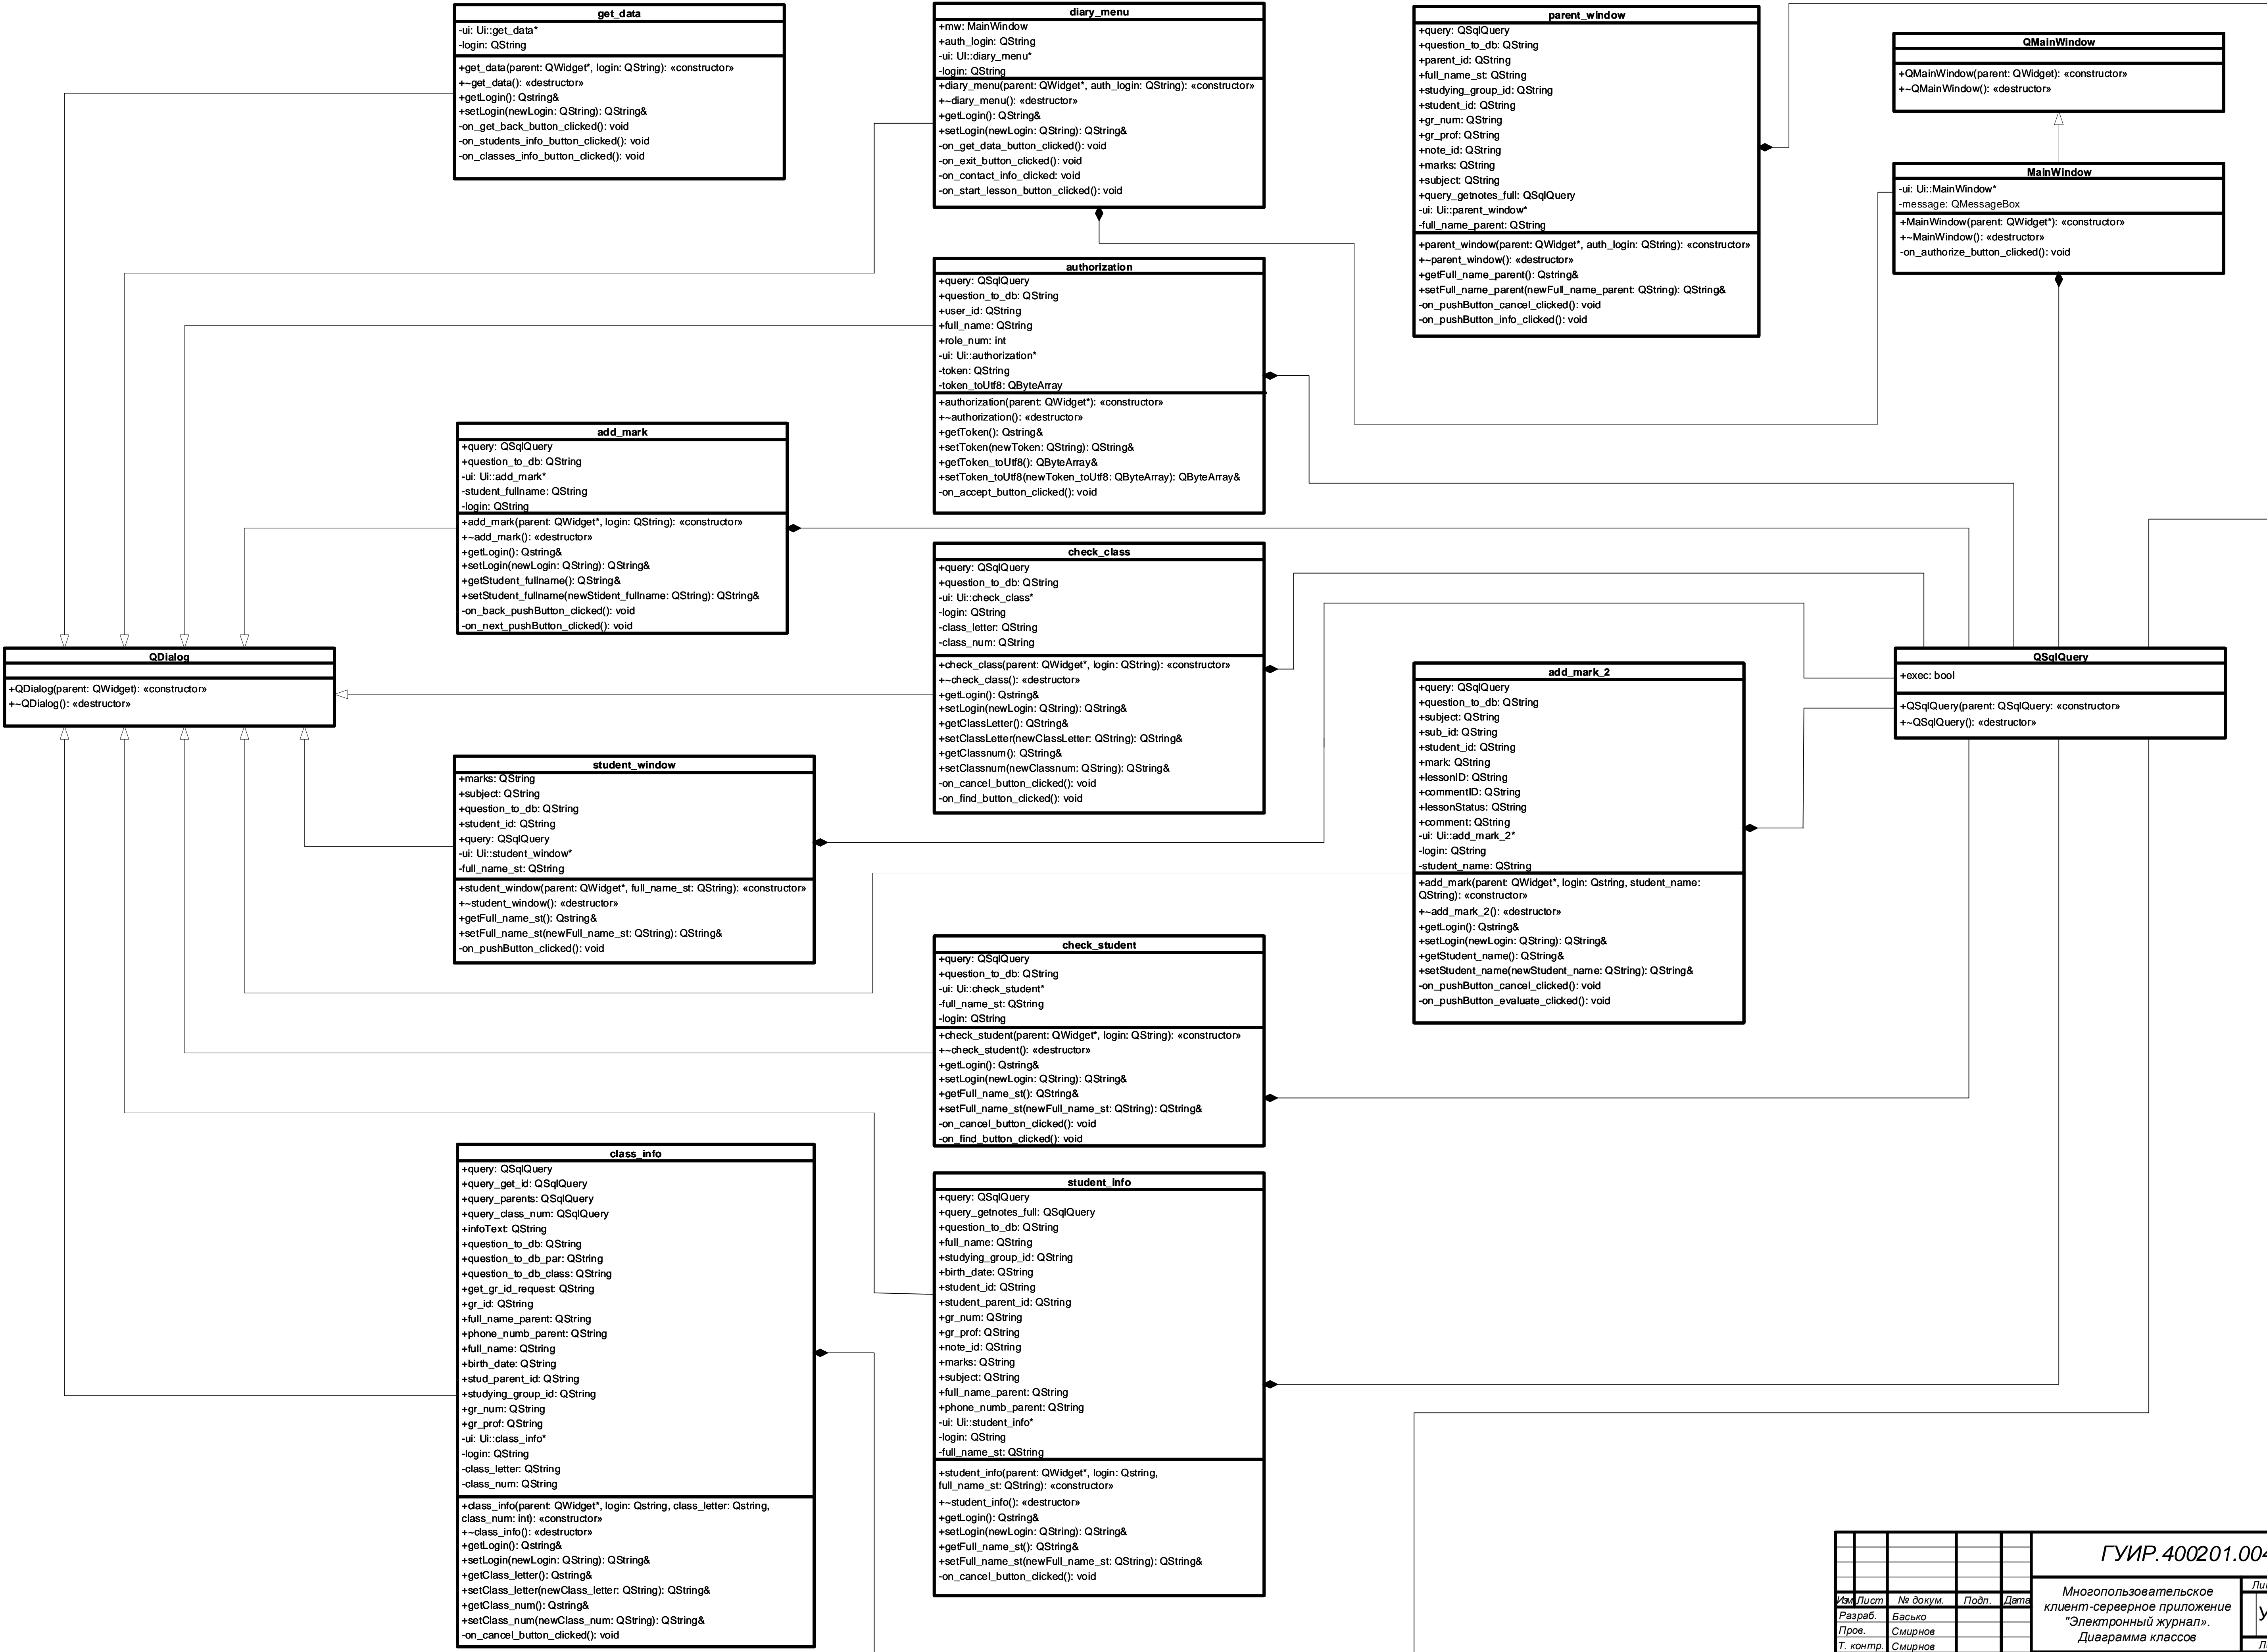 get_data
-ui: Ui::get_data*
-login: QString
+get_data(parent: QWidget*, login: QString): «constructor»
+~get_data(): «destructor»
+getLogin(): Qstring&
+setLogin(newLogin: QString): QString&
-on_get_back_button_clicked(): void
-on_students_info_button_clicked(): void
-on_classes_info_button_clicked(): void
diary_menu
+mw: MainWindow
+auth_login: QString
-ui: UI::diary_menu*
-login: QString
+diary_menu(parent: QWidget*, auth_login: QString): «constructor»
+~diary_menu(): «destructor»
+getLogin(): QString&
+setLogin(newLogin: QString): QString&
-on_get_data_button_clicked(): void
-on_exit_button_clicked(): void
-on_contact_info_clicked: void
-on_start_lesson_button_clicked(): void
parent_window
+query: QSqlQuery
+question_to_db: QString
+parent_id: QString
+full_name_st: QString
+studying_group_id: QString
+student_id: QString
+gr_num: QString
+gr_prof: QString
+note_id: QString
+marks: QString
+subject: QString
+query_getnotes_full: QSqlQuery
-ui: Ui::parent_window*
-full_name_parent: QString
+parent_window(parent: QWidget*, auth_login: QString): «constructor»
+~parent_window(): «destructor»
+getFull_name_parent(): Qstring&
+setFull_name_parent(newFull_name_parent: QString): QString&
-on_pushButton_cancel_clicked(): void
-on_pushButton_info_clicked(): void
QMainWindow
+QMainWindow(parent: QWidget): «constructor»
+~QMainWindow(): «destructor»
MainWindow
-ui: Ui::MainWindow*
-message: QMessageBox
+MainWindow(parent: QWidget*): «constructor»
+~MainWindow(): «destructor»
-on_authorize_button_clicked(): void
authorization
+query: QSqlQuery
+question_to_db: QString
+user_id: QString
+full_name: QString
+role_num: int
-ui: Ui::authorization*
-token: QString
-token_toUtf8: QByteArray
+authorization(parent: QWidget*): «constructor»
+~authorization(): «destructor»
+getToken(): Qstring&
+setToken(newToken: QString): QString&
+getToken_toUtf8(): QByteArray&
+setToken_toUtf8(newToken_toUtf8: QByteArray): QByteArray&
-on_accept_button_clicked(): void
add_mark
+query: QSqlQuery
+question_to_db: QString
-ui: Ui::add_mark*
-student_fullname: QString
-login: QString
+add_mark(parent: QWidget*, login: QString): «constructor»
+~add_mark(): «destructor»
+getLogin(): Qstring&
+setLogin(newLogin: QString): QString&
+getStudent_fullname(): QString&
+setStudent_fullname(newStident_fullname: QString): QString&
-on_back_pushButton_clicked(): void
-on_next_pushButton_clicked(): void
check_class
+query: QSqlQuery
+question_to_db: QString
-ui: Ui::check_class*
-login: QString
-class_letter: QString
-class_num: QString
+check_class(parent: QWidget*, login: QString): «constructor»
+~check_class(): «destructor»
+getLogin(): Qstring&
+setLogin(newLogin: QString): QString&
+getClassLetter(): QString&
+setClassLetter(newClassLetter: QString): QString&
+getClassnum(): QString&
+setClassnum(newClassnum: QString): QString&
-on_cancel_button_clicked(): void
-on_find_button_clicked(): void
QDialog
+QDialog(parent: QWidget): «constructor»
+~QDialog(): «destructor»
QSqlQuery
+exec: bool
+QSqlQuery(parent: QSqlQuery: «constructor»
+~QSqlQuery(): «destructor»
add_mark_2
+query: QSqlQuery
+question_to_db: QString
+subject: QString
+sub_id: QString
+student_id: QString
+mark: QString
+lessonID: QString
+commentID: QString
+lessonStatus: QString
+comment: QString
-ui: Ui::add_mark_2*
-login: QString
-student_name: QString
+add_mark(parent: QWidget*, login: Qstring, student_name:
QString): «constructor»
+~add_mark_2(): «destructor»
+getLogin(): Qstring&
+setLogin(newLogin: QString): QString&
+getStudent_name(): QString&
+setStudent_name(newStudent_name: QString): QString&
-on_pushButton_cancel_clicked(): void
-on_pushButton_evaluate_clicked(): void
student_window
+marks: QString
+subject: QString
+question_to_db: QString
+student_id: QString
+query: QSqlQuery
-ui: Ui::student_window*
-full_name_st: QString
+student_window(parent: QWidget*, full_name_st: QString): «constructor»
+~student_window(): «destructor»
+getFull_name_st(): Qstring&
+setFull_name_st(newFull_name_st: QString): QString&
-on_pushButton_clicked(): void
check_student
+query: QSqlQuery
+question_to_db: QString
-ui: Ui::check_student*
-full_name_st: QString
-login: QString
+check_student(parent: QWidget*, login: QString): «constructor»
+~check_student(): «destructor»
+getLogin(): Qstring&
+setLogin(newLogin: QString): QString&
+getFull_name_st(): QString&
+setFull_name_st(newFull_name_st: QString): QString&
-on_cancel_button_clicked(): void
-on_find_button_clicked(): void
class_info
+query: QSqlQuery
+query_get_id: QSqlQuery
+query_parents: QSqlQuery
+query_class_num: QSqlQuery
+infoText: QString
+question_to_db: QString
+question_to_db_par: QString
+question_to_db_class: QString
+get_gr_id_request: QString
+gr_id: QString
+full_name_parent: QString
+phone_numb_parent: QString
+full_name: QString
+birth_date: QString
+stud_parent_id: QString
+studying_group_id: QString
+gr_num: QString
+gr_prof: QString
-ui: Ui::class_info*
-login: QString
-class_letter: QString
-class_num: QString
+class_info(parent: QWidget*, login: Qstring, class_letter: Qstring,
class_num: int): «constructor»
+~class_info(): «destructor»
+getLogin(): Qstring&
+setLogin(newLogin: QString): QString&
+getClass_letter(): Qstring&
+setClass_letter(newClass_letter: QString): QString&
+getClass_num(): Qstring&
+setClass_num(newClass_num: QString): QString&
-on_cancel_button_clicked(): void
student_info
+query: QSqlQuery
+query_getnotes_full: QSqlQuery
+question_to_db: QString
+full_name: QString
+studying_group_id: QString
+birth_date: QString
+student_id: QString
+student_parent_id: QString
+gr_num: QString
+gr_prof: QString
+note_id: QString
+marks: QString
+subject: QString
+full_name_parent: QString
+phone_numb_parent: QString
-ui: Ui::student_info*
-login: QString
-full_name_st: QString
+student_info(parent: QWidget*, login: Qstring,
full_name_st: QString): «constructor»
+~student_info(): «destructor»
+getLogin(): Qstring&
+setLogin(newLogin: QString): QString&
+getFull_name_st(): QString&
+setFull_name_st(newFull_name_st: QString): QString&
-on_cancel_button_clicked(): void
ГУИР.400201.004
Изм Лист № докум. Подп. Дата
Разраб. Басько
Пров. Смирнов
Т. контр. Смирнов
Многопользовательское
клиент-серверное приложение
"Электронный журнал».
Диаграмма классов
У